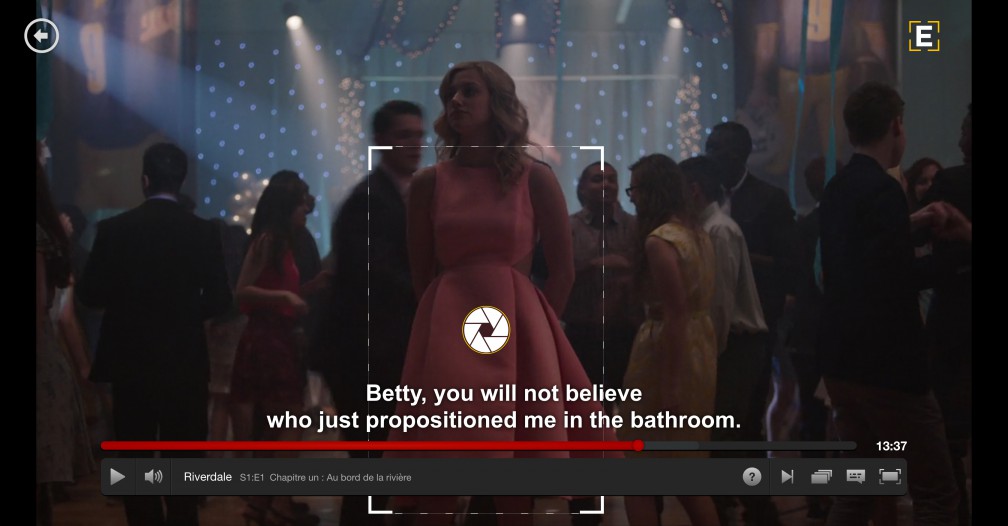 E
Betty, you will not believe
who just propositioned me in the bathroom.
13:37
?
Riverdale S1:E1 Chapitre un : Au bord de la rivière